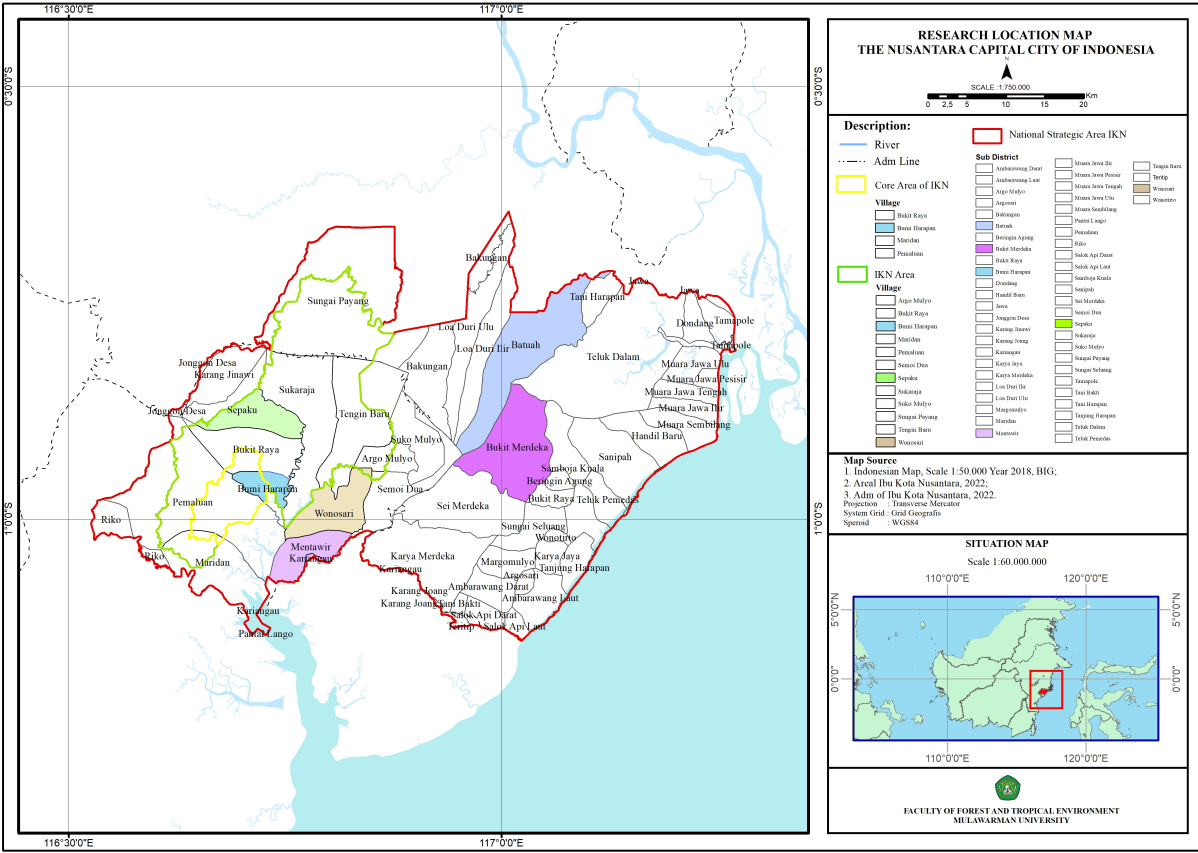 116°30'0"E
117°0'0"E
0°30'0"S
0°30'0"S
Bakungan
Jawa
Jawa
Tani Harapan
Sungai Payang
Loa Duri Ulu
Dondang
Tamapole
Loa Duri Ilir
Batuah
Tamapole
Teluk Dalam
Jonggon Desa
Karang Jinawi
Bakungan
Muara Jawa Ulu
Muara Jawa Pesisir
Sukaraja
Muara Jawa Tengah
Jonggon Desa
Sepaku
Tengin Baru
Muara Jawa Ilir
Muara Sembilang
Suko Mulyo
Handil Baru
Bukit Raya
Bukit Merdeka
Argo Mulyo
Sanipah
Samboja Kuala
Beringin Agung
Bumi Harapan
Semoi Dua
Pemaluan
Bukit Raya
Teluk Pemedas
Sei Merdeka
Riko
Wonosari
1°0'0"S
1°0'0"S
Sungai Seluang
Wonotirto
Mentawir
Kariangau
Riko
Maridan
Karya Merdeka
Karya Jaya
Margomulyo
Kariangau
Tanjung Harapan
Argosari
Ambarawang Darat
Karang Joang
Ambarawang Laut
Karang Joang
Tani Bakti
Kariangau
Salok Api Darat
Teritip
Salok Api Laut
Pantai Lango
116°30'0"E
117°0'0"E
RESEARCH LOCATION MAP
THE NUSANTARA CAPITAL CITY OF INDONESIA
N
SCALE :1:750.000
Km
0 2,5 5 10 15 20
Description:
River
Adm Line
Core Area of IKN
Village
Bukit Raya
Bumi Harapan
Maridan
Pemaluan
IKN Area
Village
Argo Mulyo
Bukit Raya
Bumi Harapan
Maridan
Pemaluan
Semoi Dua
Sepaku
Sukaraja
Suko Mulyo
Sungai Payang
Tengin Baru
Wonosari
National Strategic Area IKN
Sub District
Ambarawang Darat
Ambarawang Laut
Argo Mulyo
Argosari
Bakungan
Batuah
Beringin Agung
Bukit Merdeka
Bukit Raya
Bumi Harapan
Dondang
Handil Baru
Jawa
Jonggon Desa
Karang Jinawi
Karang Joang
Kariangau
Karya Jaya
Karya Merdeka
Loa Duri Ilir
Loa Duri Ulu
Margomulyo
Maridan
Mentawir
Muara Jawa Ilir
Muara Jawa Pesisir
Muara Jawa Tengah
Muara Jawa Ulu
Muara Sembilang
Pantai Lango
Pemaluan
Riko
Salok Api Darat
Salok Api Laut
Samboja Kuala
Sanipah
Sei Merdeka
Semoi Dua
Sepaku
Sukaraja
Suko Mulyo
Sungai Payang
Sungai Seluang
Tamapole
Tani Bakti
Tani Harapan
Tanjung Harapan
Teluk Dalam
Teluk Pemedas
Tengin Baru
Teritip
Wonosari
Wonotirto
Map Source
1. Indonesian Map, Scale 1:50.000 Year 2018, BIG;
2. Areal Ibu Kota Nusantara, 2022;
3. Adm of Ibu Kota Nusantara, 2022.
Projection : Transverse Mercator
System Grid : Grid Geografis
Speroid : WGS84
SITUATION MAP
Scale 1:60.000.000
110°0'0"E
120°0'0"E
5°0'0"N
5°0'0"N
0°0'0"
0°0'0"
110°0'0"E
120°0'0"E
FACULTY OF FOREST AND TROPICAL ENVIRONMENT
MULAWARMAN UNIVERSITY